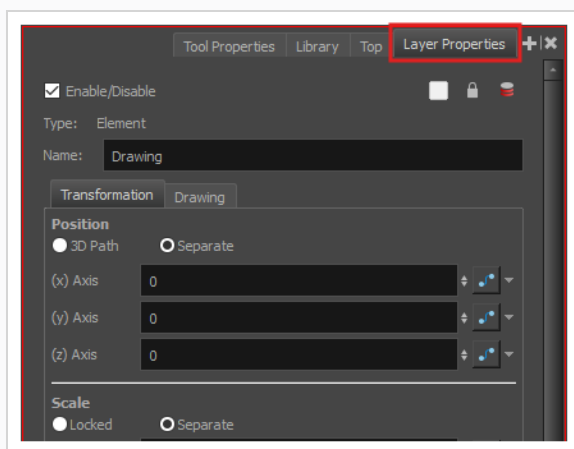 Tool Properties Library Top Layer Properties
Enable/Disable
Type: Element
Name: Drawing
Transformation Drawing
Position
3D Path Separate
(x) Axis 0
(y) Axis 0
(z) Axis 0
Scale
Locked Separate